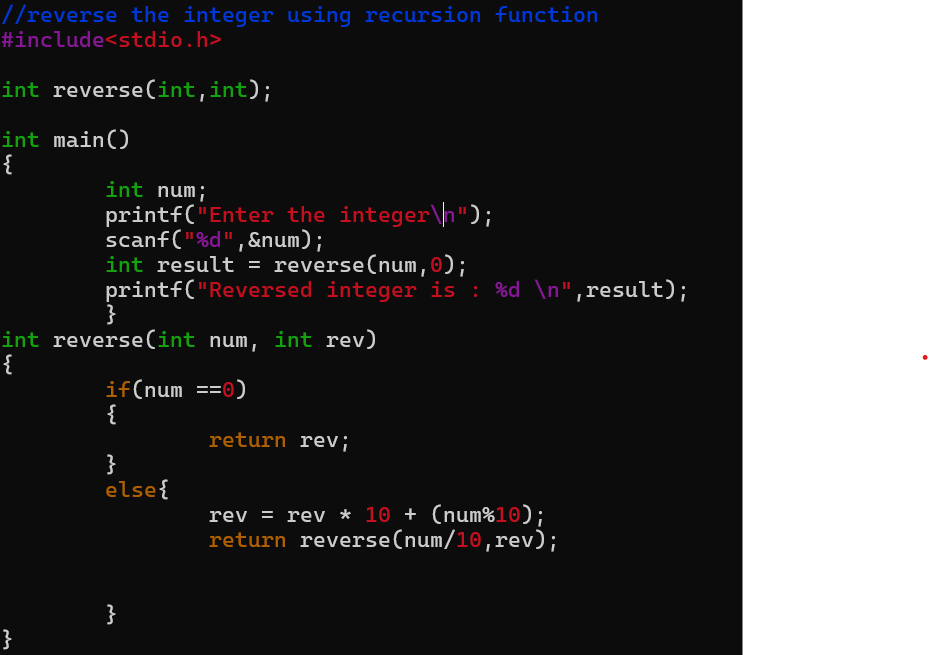 //reverse the integer using recursion function
#include<stdio.h>
int reverse(int,int);
int main()
{
int num;
printf("Enter the integer\n");
scanf("%d",&num);
int result = reverse(num,0);
printf("Reversed integer is : %d \n",result);
}
int reverse(int num, int rev)
{
if(num ==0)
{
return rev;
}
else{
rev = rev * 10 + (num%10);
return reverse(num/10,rev);
}
}